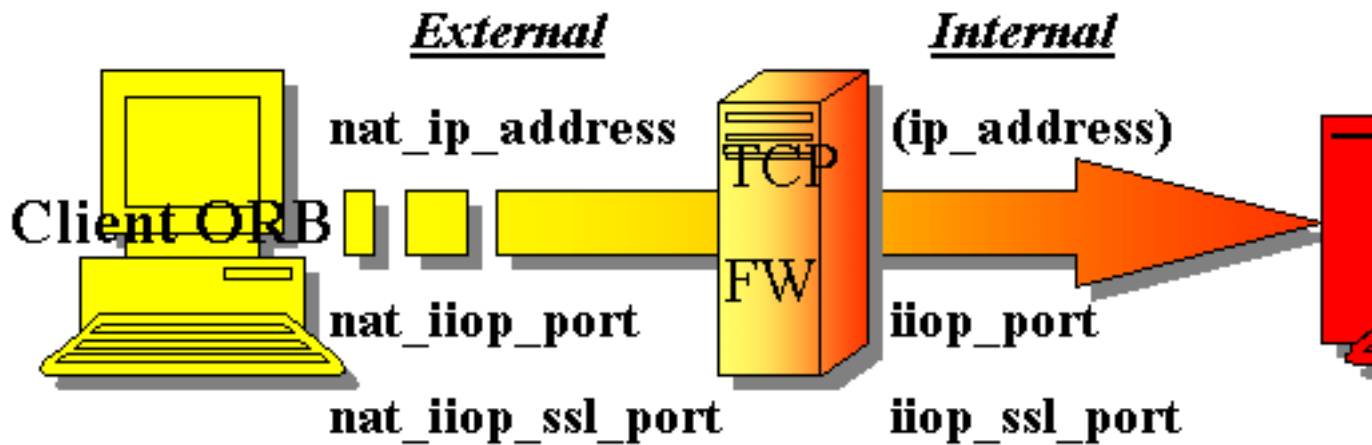 External
Internal
nat_ip_address
(ip_address)
TCP
Client ORB
FW
nat_iiop_port
iiop_port
nat_iiop_ssl_port
iiop_ssl_port